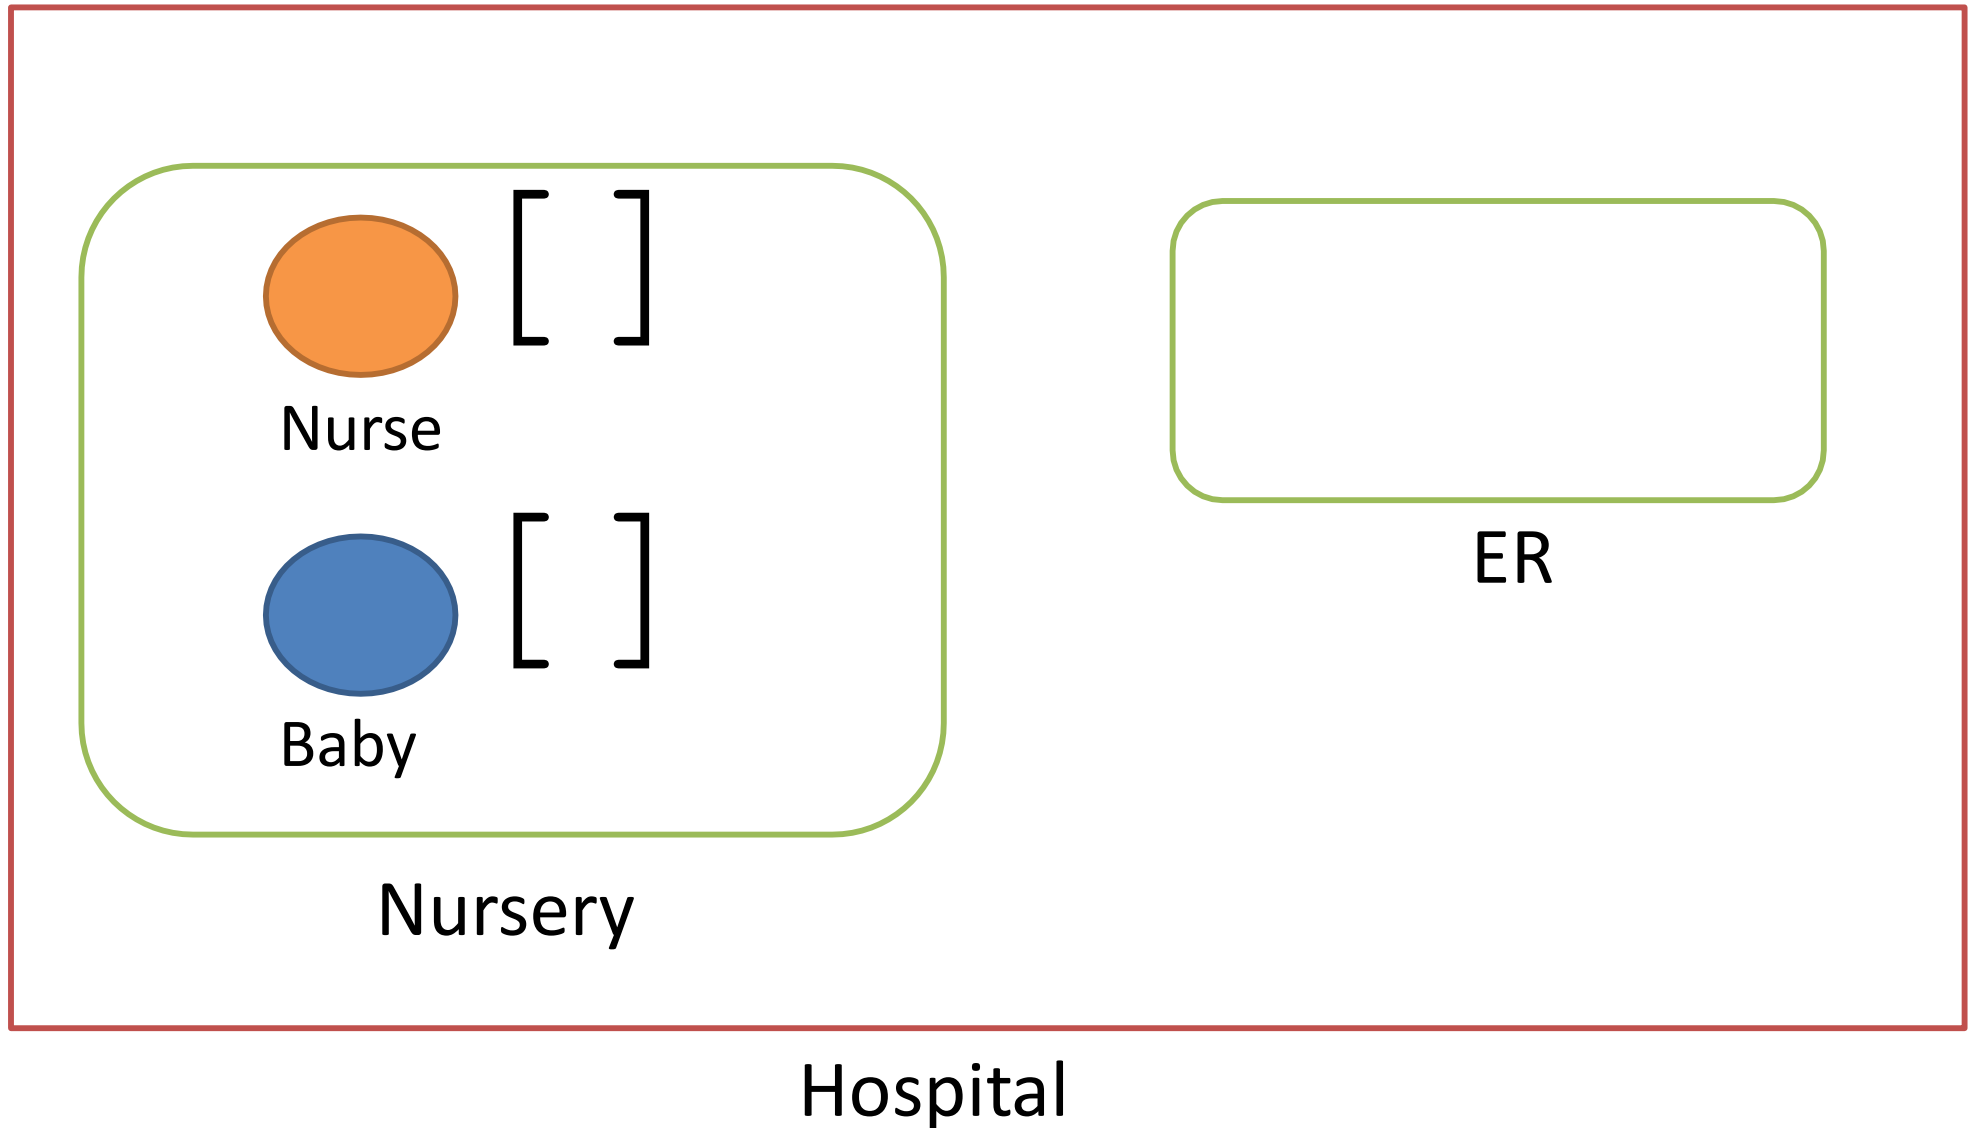 [ ]
Nurse
[ ]
Baby
ER
Nursery
Hospital